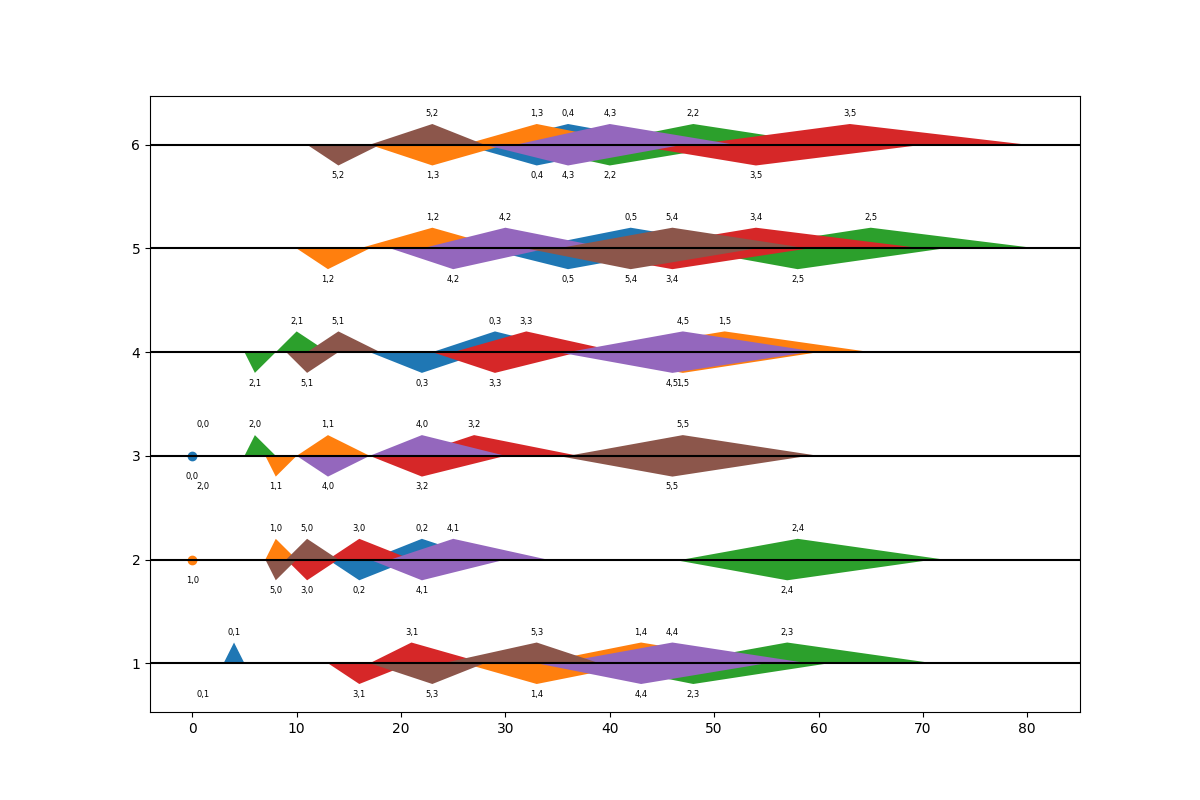 5,2 1,3 0,4 4,3 2,2 3,5
6
5,2 1,3 0,4 4,3 2,2 3,5
1,2 4,2 0,5 5,4 3,4 2,5
5
1,2 4,2 0,5 5,4 3,4 2,5
2,1 5,1 0,3 3,3 4,5 1,5
4
2,1 5,1 0,3 3,3 4,5 1,5
0,0 2,0 1,1 4,0 3,2 5,5
3
0,0
2,0 1,1 4,0 3,2 5,5
1,0 5,0 3,0 0,2 4,1 2,4
2
1,0
5,0 3,0 0,2 4,1 2,4
0,1 3,1 5,3 1,4 4,4 2,3
1
0,1 3,1 5,3 1,4 4,4 2,3
0 10 20 30 40 50 60 70 80